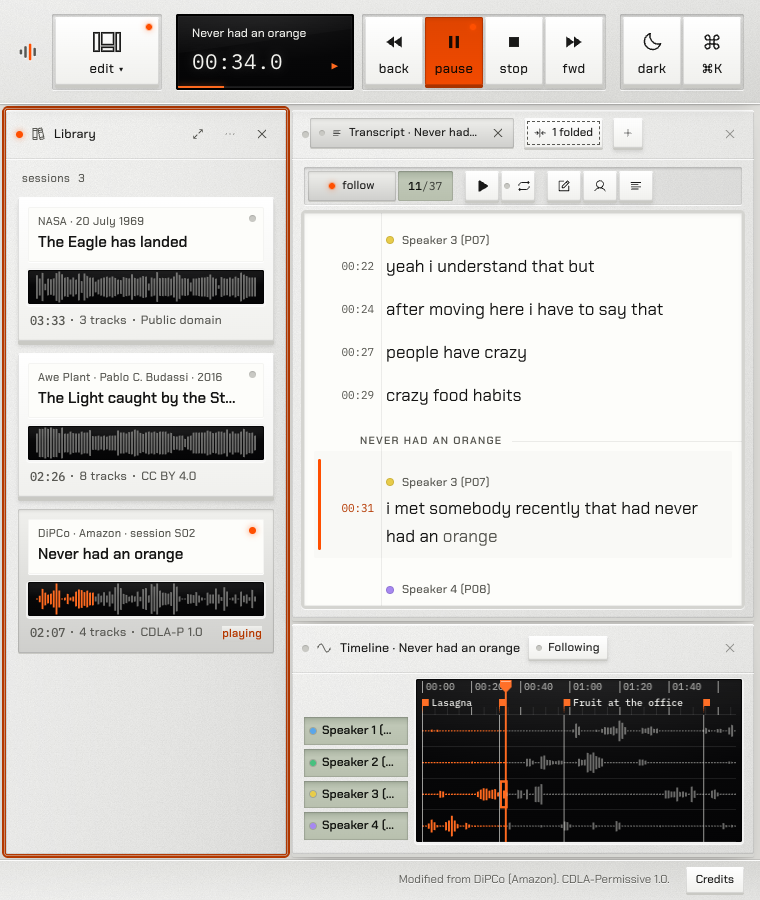 Never had an orange
00:34.0
edit
back
pause
stop
fwd
dark
⌘K
Library
sessions 3
NASA · 20 July 1969
The Eagle has landed
03:33 · 3 tracks · Public domain
Awe Plant · Pablo C. Budassi · 2016
The Light caught by the St...
02:26 · 8 tracks · CC BY 4.0
DiPCo · Amazon · session S02
Never had an orange
02:07 · 4 tracks · CDLA-P 1.0 playing
Transcript · Never had...
1 folded
follow
11/37
Speaker 3 (P07)
00:22 yeah i understand that but
00:24 after moving here i have to say that
00:27 people have crazy
00:29 crazy food habits
NEVER HAD AN ORANGE
Speaker 3 (P07)
00:31 i met somebody recently that had never
had an orange
Speaker 4 (P08)
Timeline · Never had an orange
Following
00:00 00:20 00:40 01:00 01:20 01:40
Lasagna Fruit at the office
Speaker 1 (...
Speaker 2 (...
Speaker 3 (...
Speaker 4 (...
Modified from DiPCo (Amazon). CDLA-Permissive 1.0.
Credits